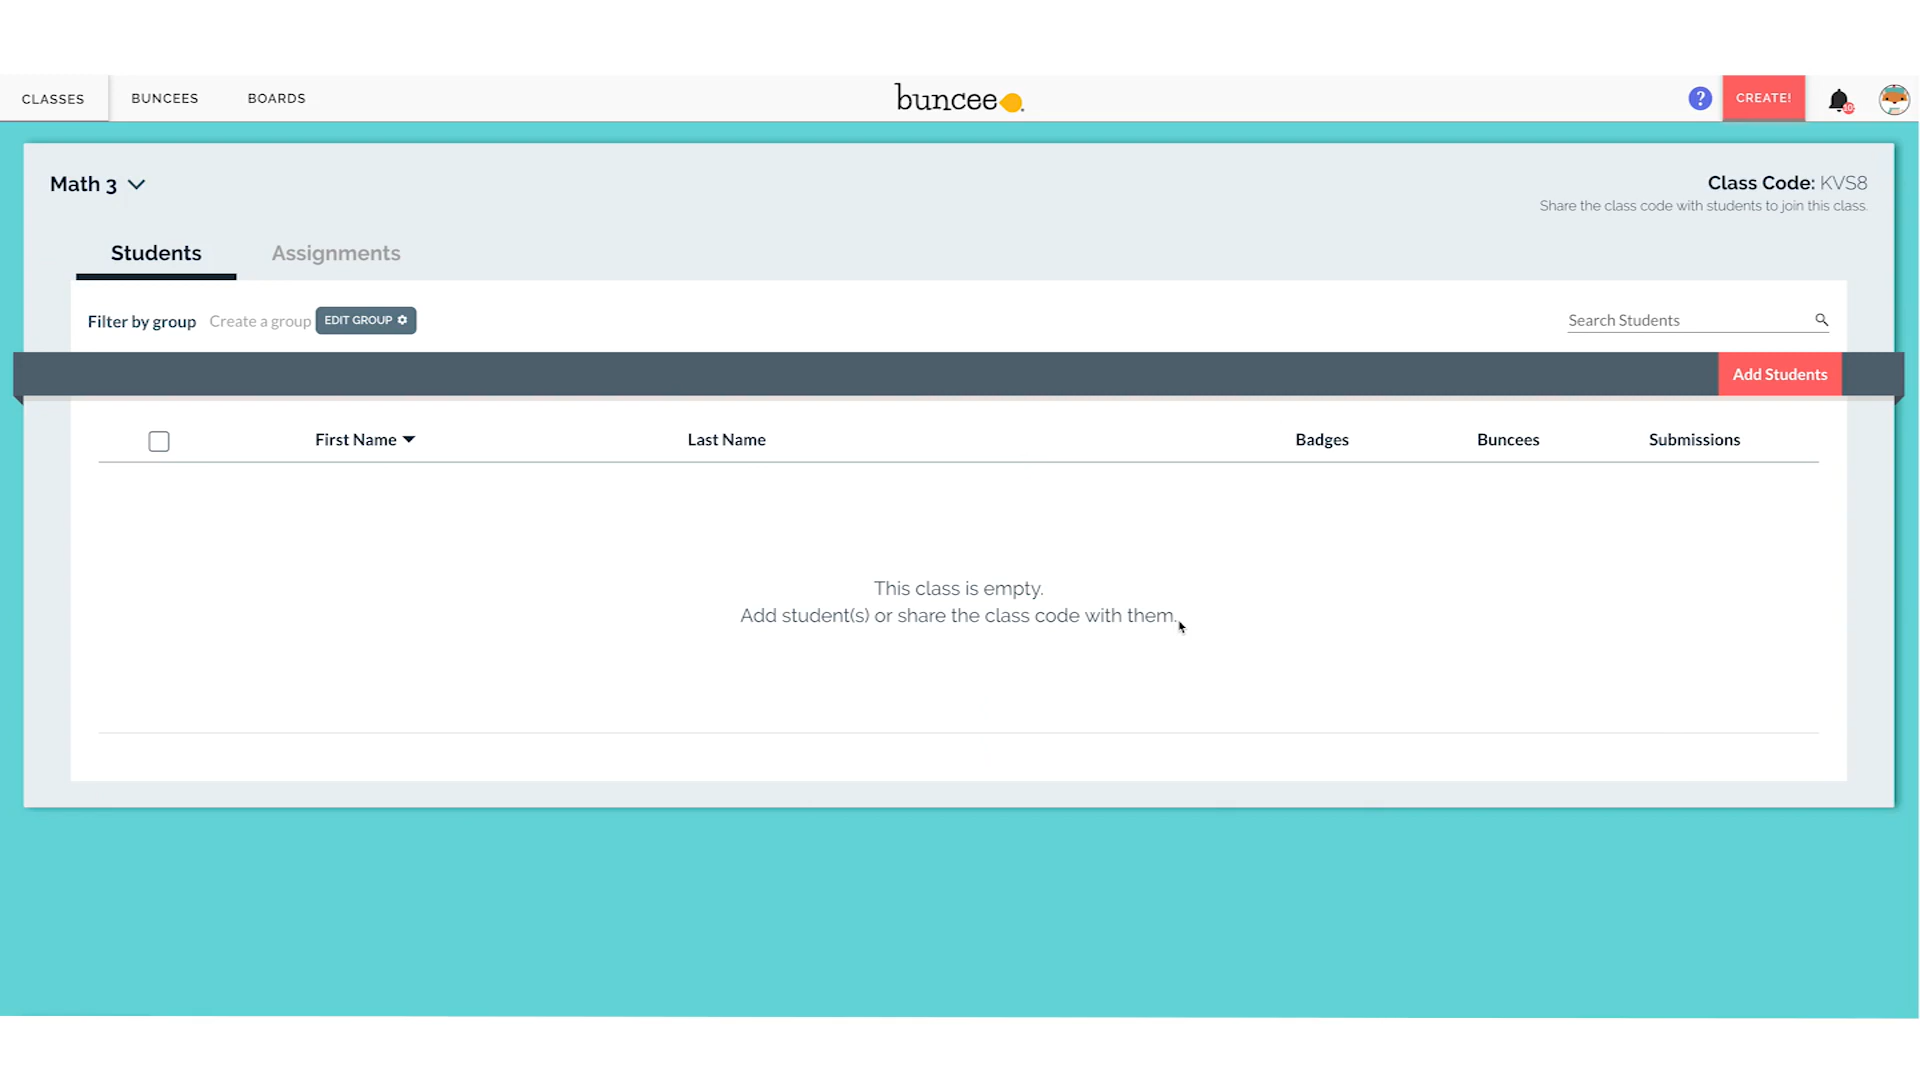 CLASSES BUNCEES BOARDS buncee ? CREATE!
Math 3 Class Code: KVS8
Share the class code with students to join this class.
Students Assignments
Filter by group Create a group EDIT GROUP Search Students
Add Students
First Name Last Name Badges Buncees Submissions
This class is empty.
Add student(s) or share the class code with them.